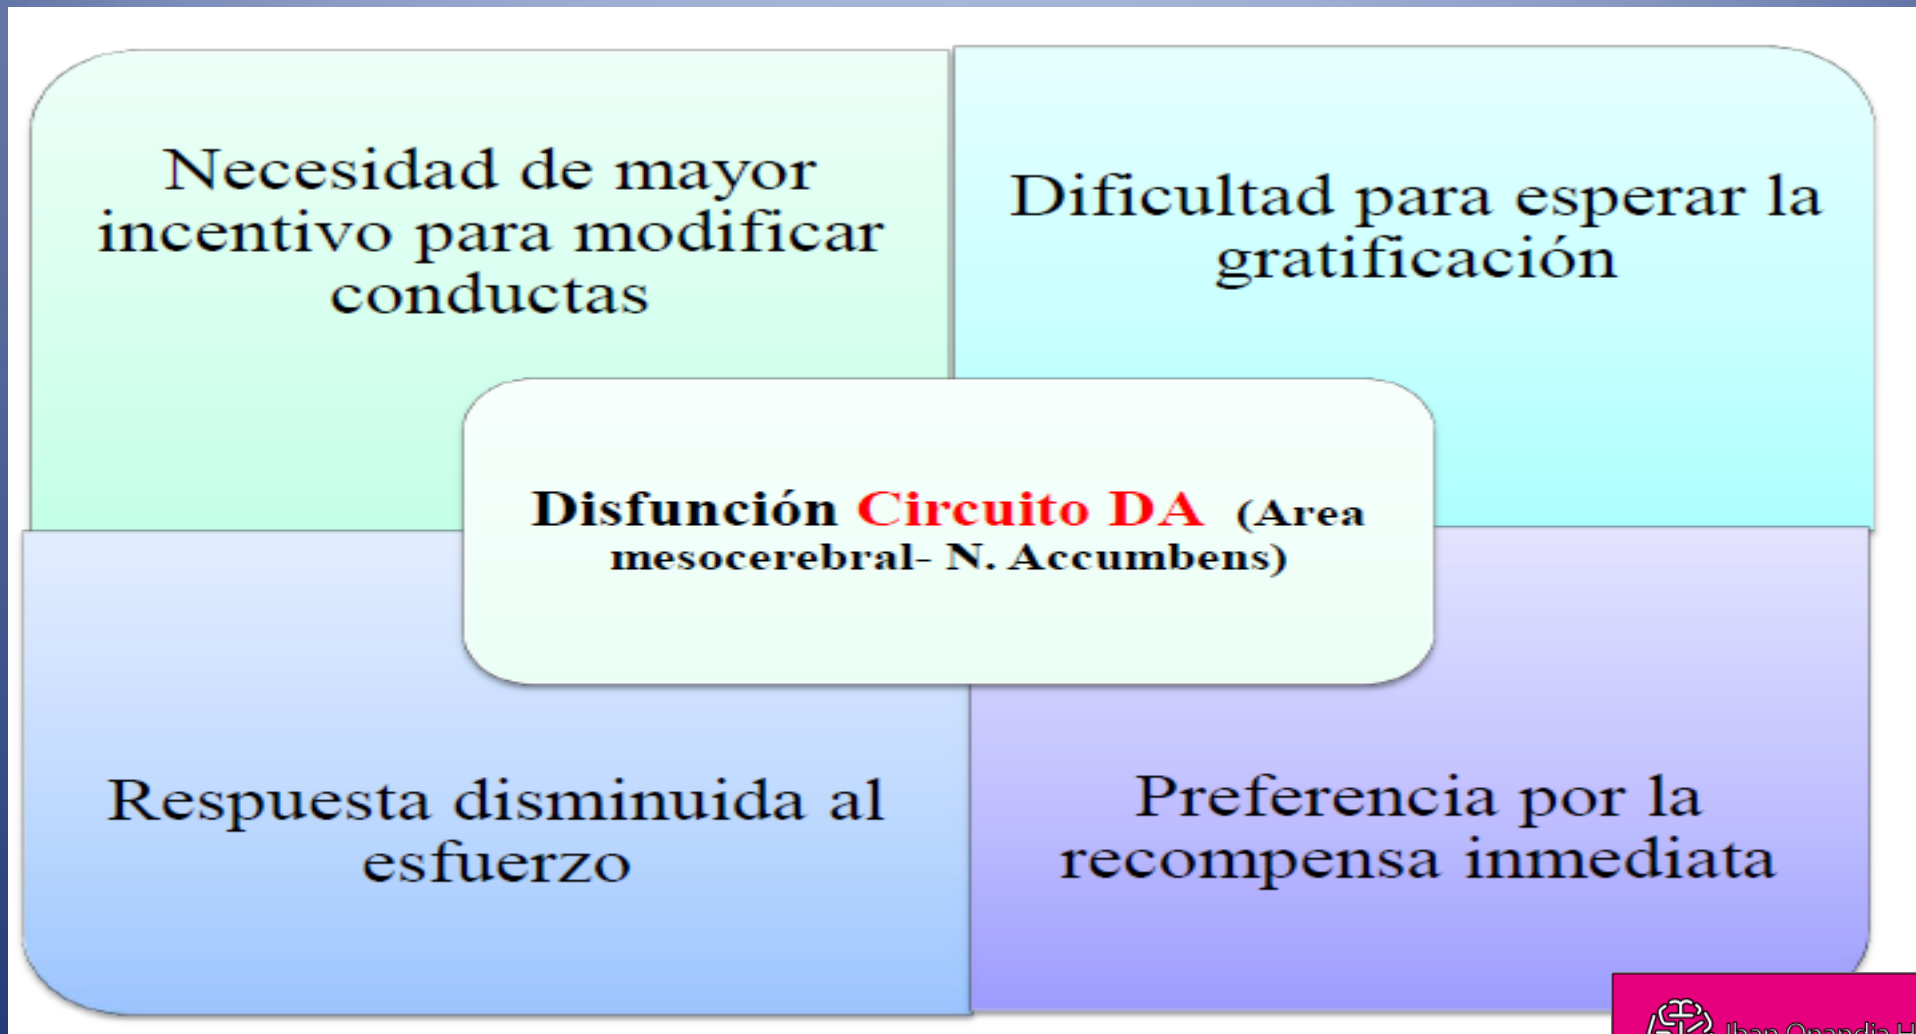 Necesidad de mayor
incentivo para modificar
conductas
Dificultad para esperar la
gratificación
Disfunción Circuito DA (Area
mesocerebral- N. Accumbens)
Respuesta disminuida al
esfuerzo
Preferencia por la
recompensa inmediata